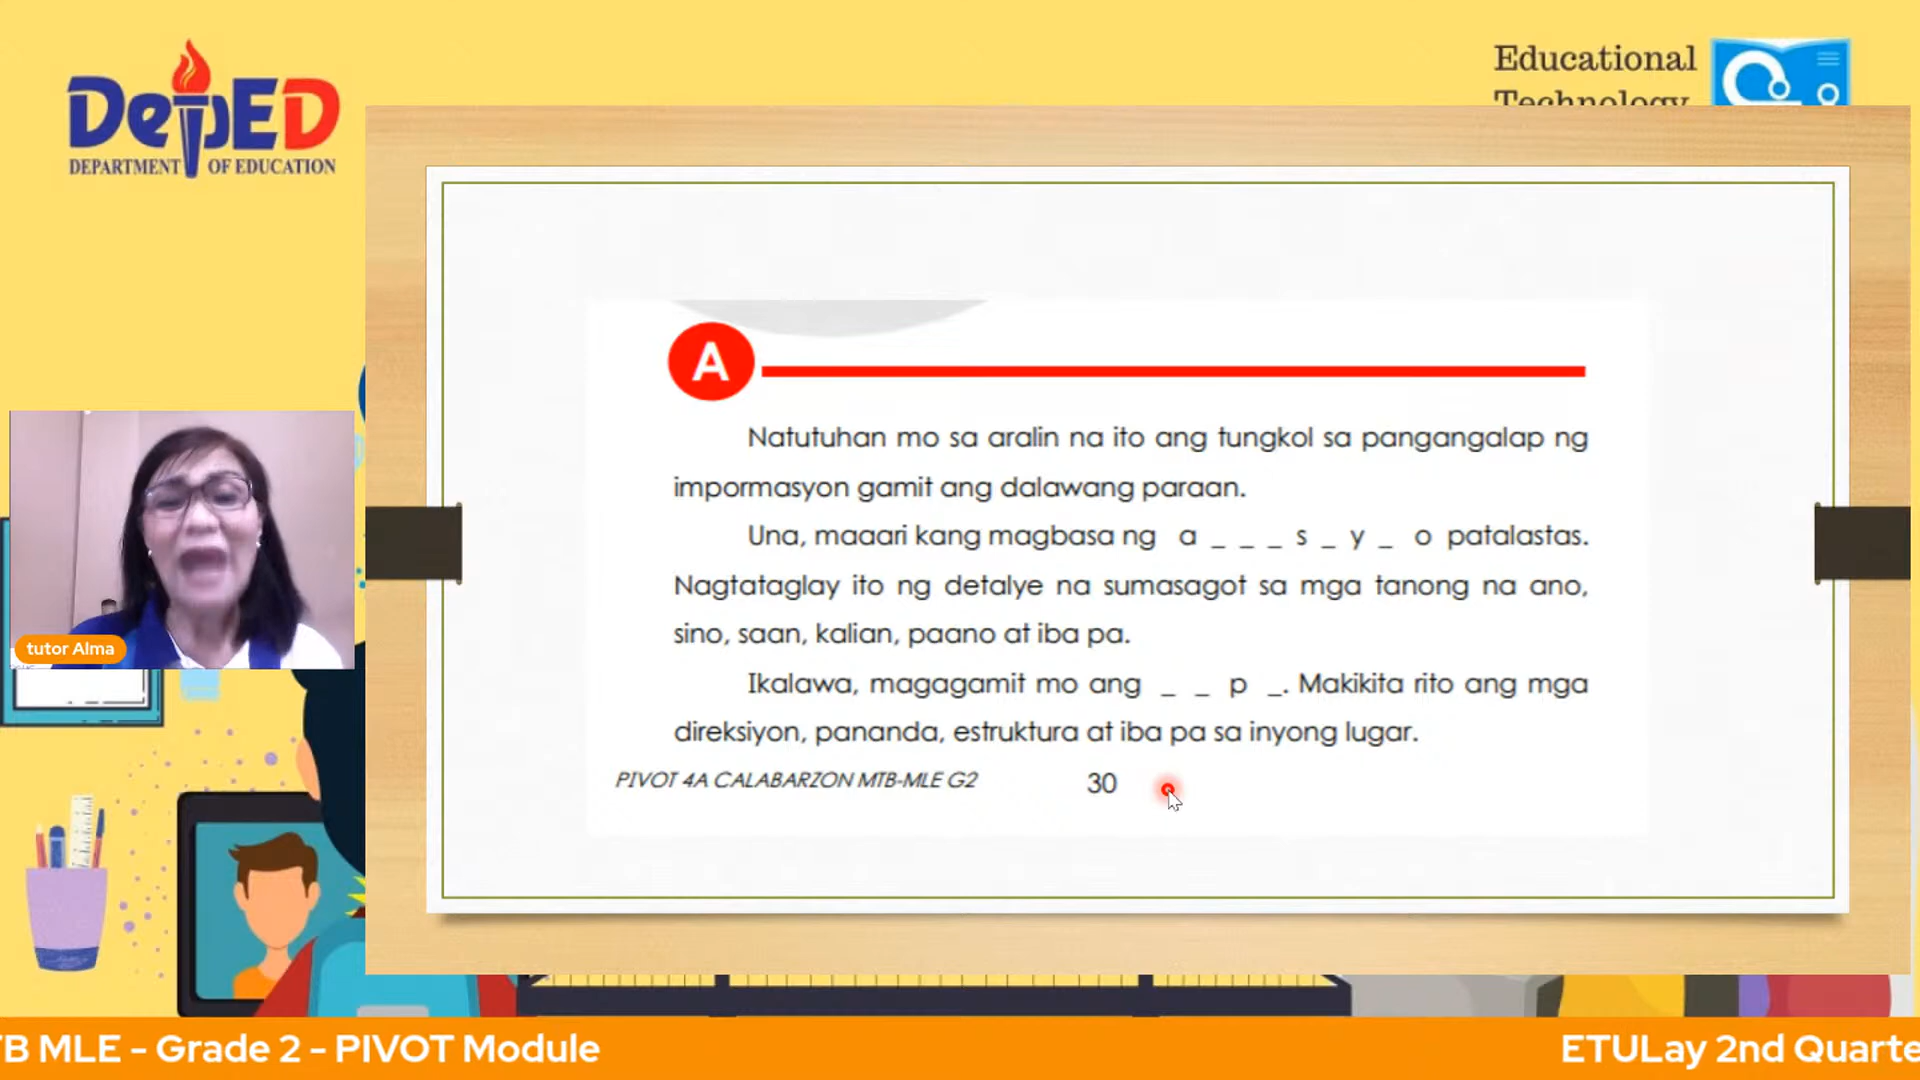 DepED
DEPARTMENT OF EDUCATION
Educational
Technology
A
Natutuhan mo sa aralin na ito ang tungkol sa pangangalap ng
impormasyon gamit ang dalawang paraan.
Una, maaari kang magbasa ng a _ _ _ s _ y _ o patalastas.
Nagtataglay ito ng detalye na sumasagot sa mga tanong na ano,
sino, saan, kalian, paano at iba pa.
Ikalawa, magagamit mo ang _ _ p _. Makikita rito ang mga
direksiyon, pananda, estruktura at iba pa sa inyong lugar.
PIVOT 4A CALABARZON MTB-MLE G2 30
tutor Alma
TB MLE - Grade 2 - PIVOT Module
ETULay 2nd Quarte